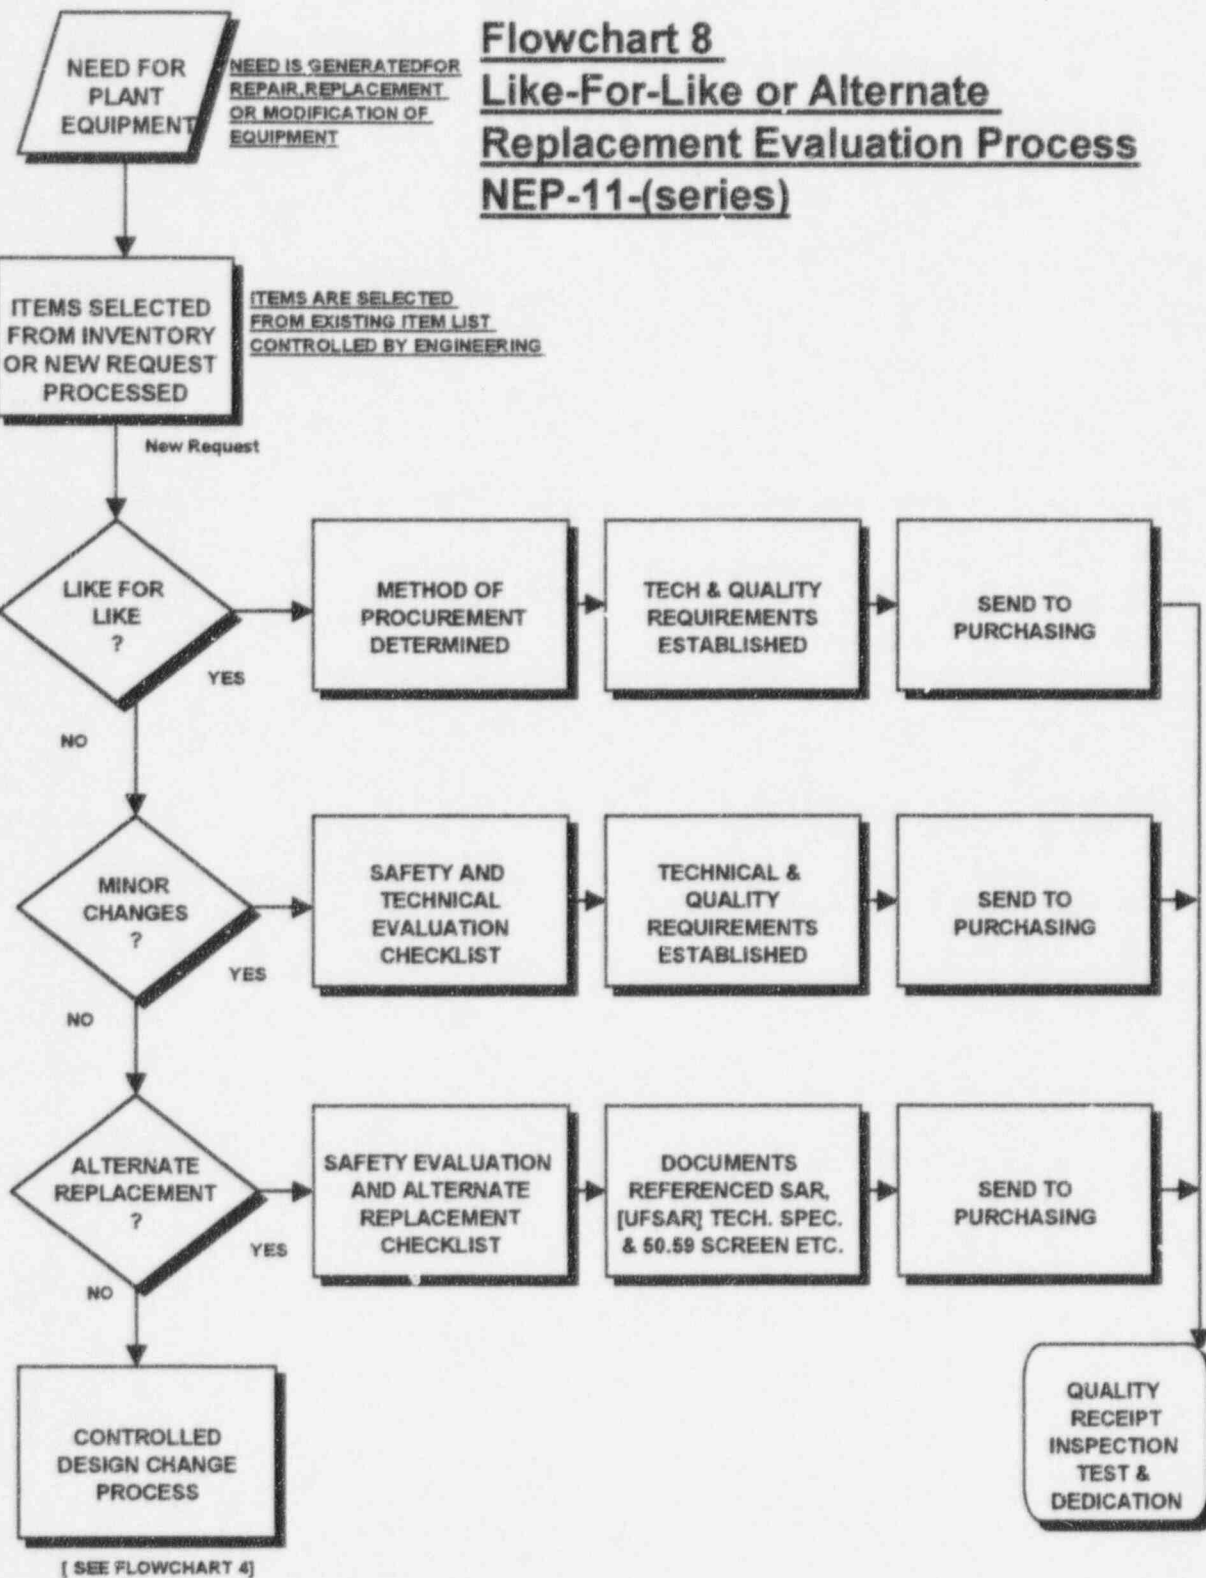 Flowchart 8
Like-For-Like or Alternate
Replacement Evaluation Process
NEP-11-(series)
NEED FOR
PLANT
EQUIPMENT
NEED IS GENERATEDFOR
REPAIR,REPLACEMENT
OR MODIFICATION OF
EQUIPMENT
ITEMS SELECTED
FROM INVENTORY
OR NEW REQUEST
PROCESSED
ITEMS ARE SELECTED
FROM EXISTING ITEM LIST
CONTROLLED BY ENGINEERING
New Request
LIKE FOR
LIKE
?
YES
NO
METHOD OF
PROCUREMENT
DETERMINED
TECH & QUALITY
REQUIREMENTS
ESTABLISHED
SEND TO
PURCHASING
MINOR
CHANGES
?
YES
NO
SAFETY AND
TECHNICAL
EVALUATION
CHECKLIST
TECHNICAL &
QUALITY
REQUIREMENTS
ESTABLISHED
SEND TO
PURCHASING
ALTERNATE
REPLACEMENT
?
YES
NO
SAFETY EVALUATION
AND ALTERNATE
REPLACEMENT
CHECKLIST
DOCUMENTS
REFERENCED SAR,
[UFSAR] TECH. SPEC.
& 50.59 SCREEN ETC.
SEND TO
PURCHASING
CONTROLLED
DESIGN CHANGE
PROCESS
[ SEE FLOWCHART 4]
QUALITY
RECEIPT
INSPECTION
TEST &
DEDICATION